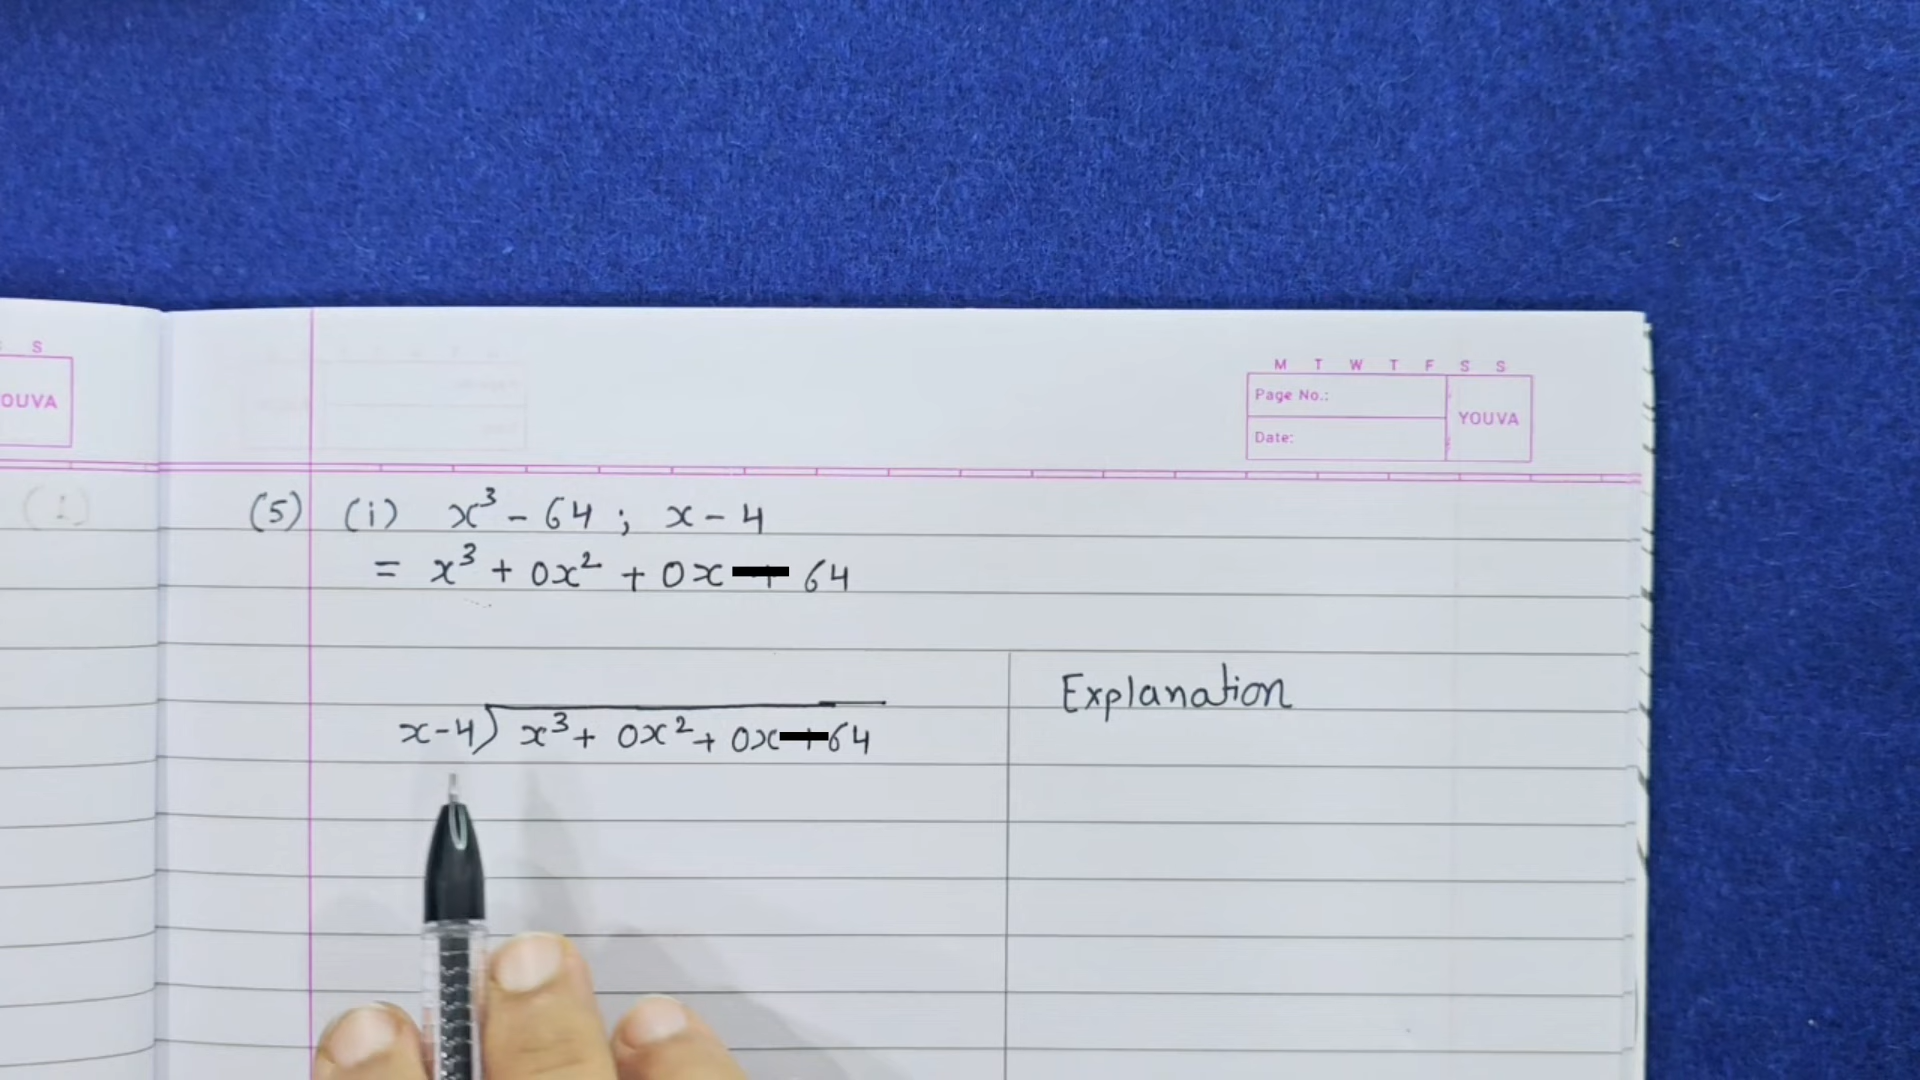 S
OUVA
M T W T F S S
Page No.:
YOUVA
Date:
(1)
(5) (i) x³ - 64 ; x - 4
= x³ + 0x² + 0x - 64
Explanation
x-4) x³ + 0x² + 0x - 64